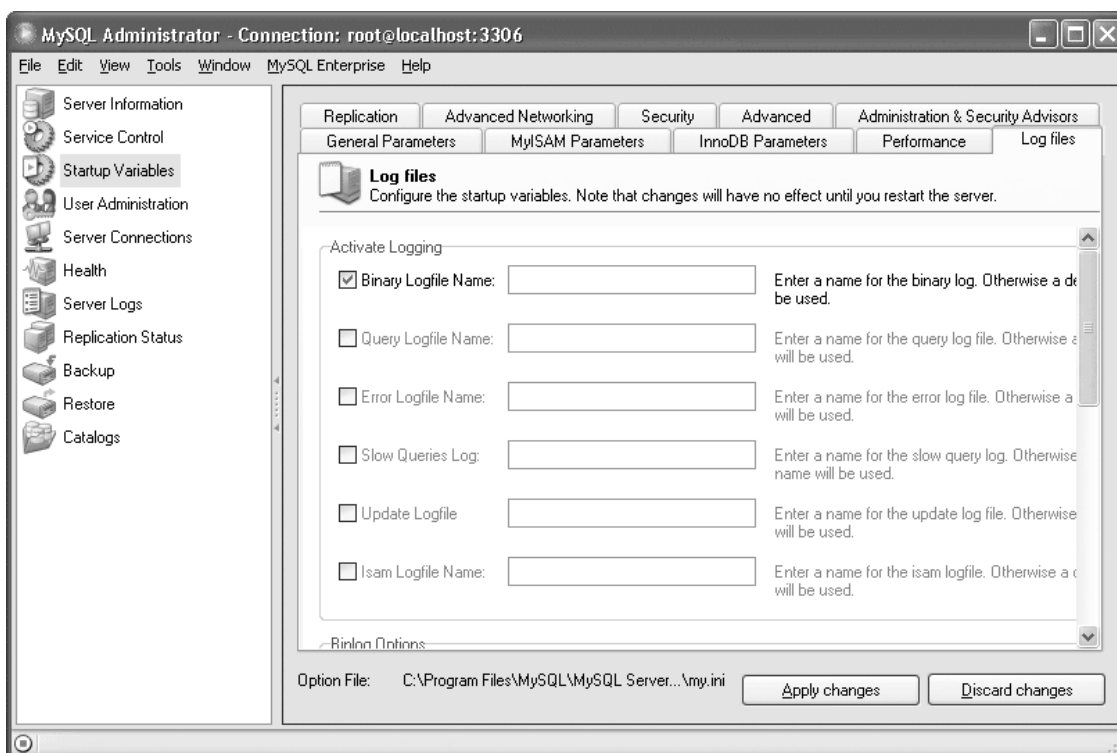 MySQL Administrator - Connection: root@localhost:3306
File Edit View Tools Window MySQL Enterprise Help
Server Information
Service Control
Startup Variables
User Administration
Server Connections
Health
Server Logs
Replication Status
Backup
Restore
Catalogs
Replication Advanced Networking Security Advanced Administration & Security Advisors
General Parameters MyISAM Parameters InnoDB Parameters Performance Log files
Log files
Configure the startup variables. Note that changes will have no effect until you restart the server.
Activate Logging
Binary Logfile Name: Enter a name for the binary log. Otherwise a de
be used.
Query Logfile Name: Enter a name for the query log file. Otherwise a
will be used.
Error Logfile Name: Enter a name for the error log file. Otherwise a
will be used.
Slow Queries Log: Enter a name for the slow query log. Otherwise
name will be used.
Update Logfile Enter a name for the update log file. Otherwise
will be used.
Isam Logfile Name: Enter a name for the isam logfile. Otherwise a d
will be used.
Binlog Options
Option File: C:\Program Files\MySQL\MySQL Server...\my.ini Apply changes Discard changes